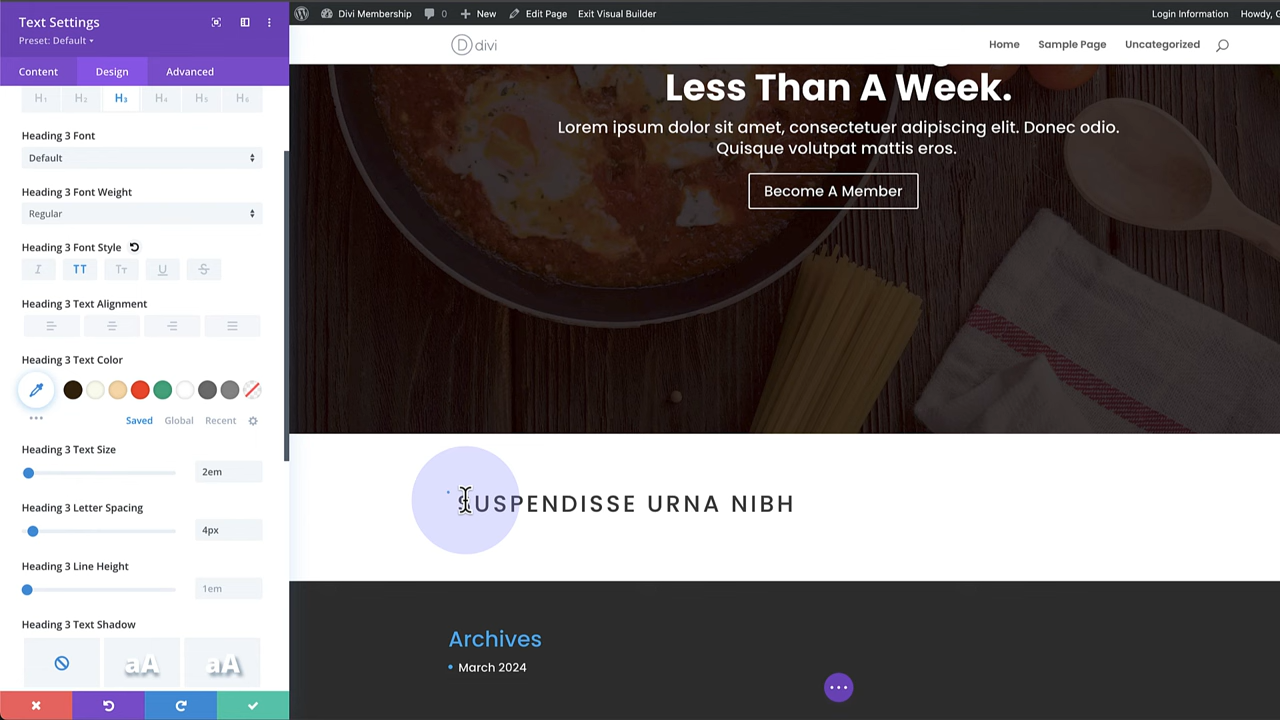 Text Settings
Preset: Default
Content Design Advanced
H1 H2 H3 H4 H5 H6
Heading 3 Font
Default
Heading 3 Font Weight
Regular
Heading 3 Font Style
I TT Tт U S
Heading 3 Text Alignment
Heading 3 Text Color
Saved Global Recent
Heading 3 Text Size
2em
Heading 3 Letter Spacing
4px
Heading 3 Line Height
1em
Heading 3 Text Shadow
aA aA
Divi Membership 0 New Edit Page Exit Visual Builder Login Information Howdy,
D divi
Home Sample Page Uncategorized
Less Than A Week.
Lorem ipsum dolor sit amet, consectetuer adipiscing elit. Donec odio.
Quisque volutpat mattis eros.
Become A Member
SUSPENDISSE URNA NIBH
Archives
March 2024